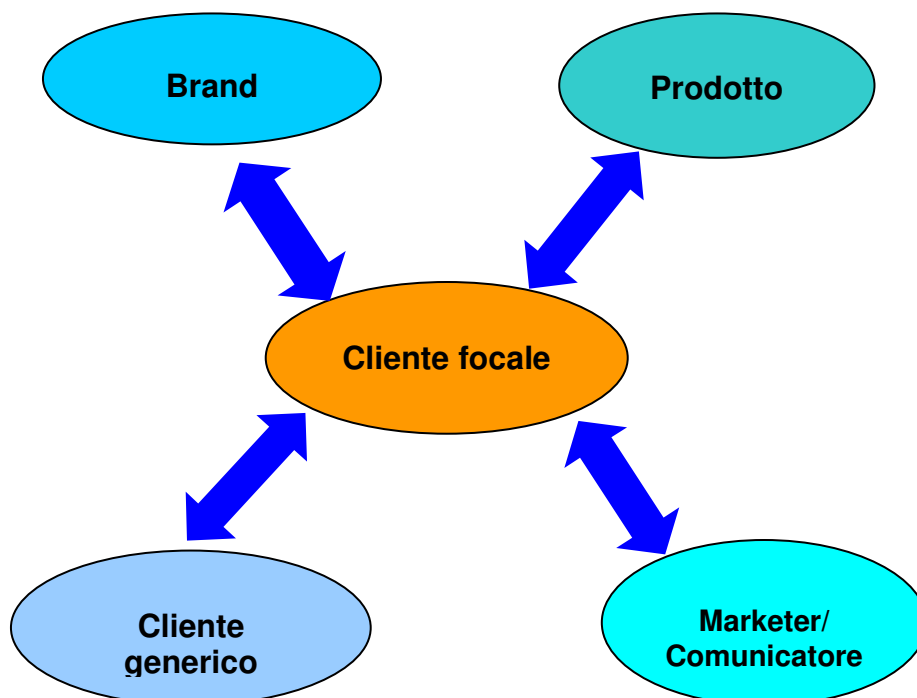 Brand
Prodotto
Cliente focale
Cliente
generico
Marketer/
Comunicatore